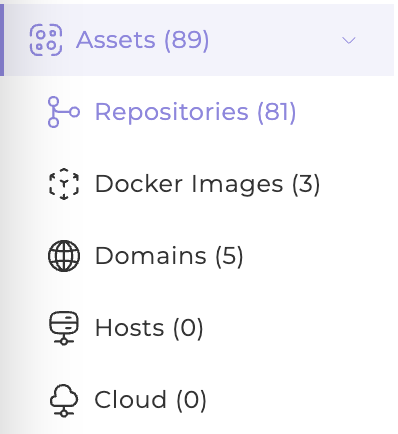 Assets (89)
Repositories (81)
Docker Images (3)
Domains (5)
Hosts (0)
Cloud (0)